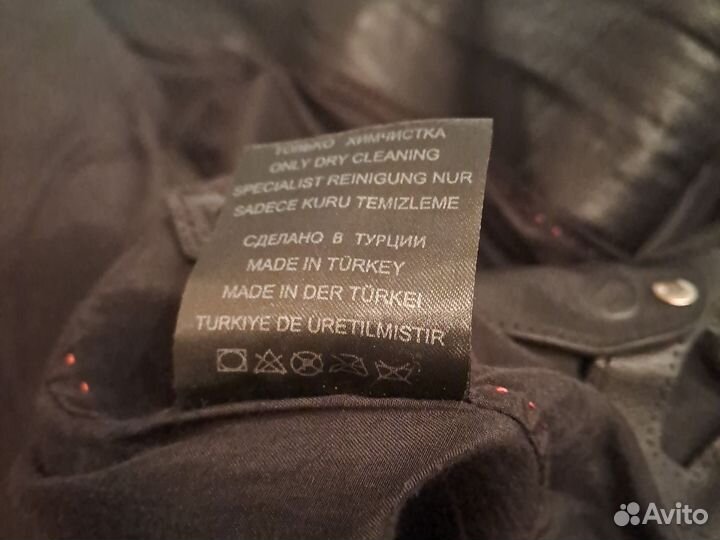 ТОЛЬКО ХИМЧИСТКА
ONLY DRY CLEANING
SPECIALIST REINIGUNG NUR
SADECE KURU TEMIZLEME
СДЕЛАНО В ТУРЦИИ
MADE IN TÜRKEY
MADE IN DER TÜRKEI
TURKIYE DE ÜRETILMISTIR
Avito